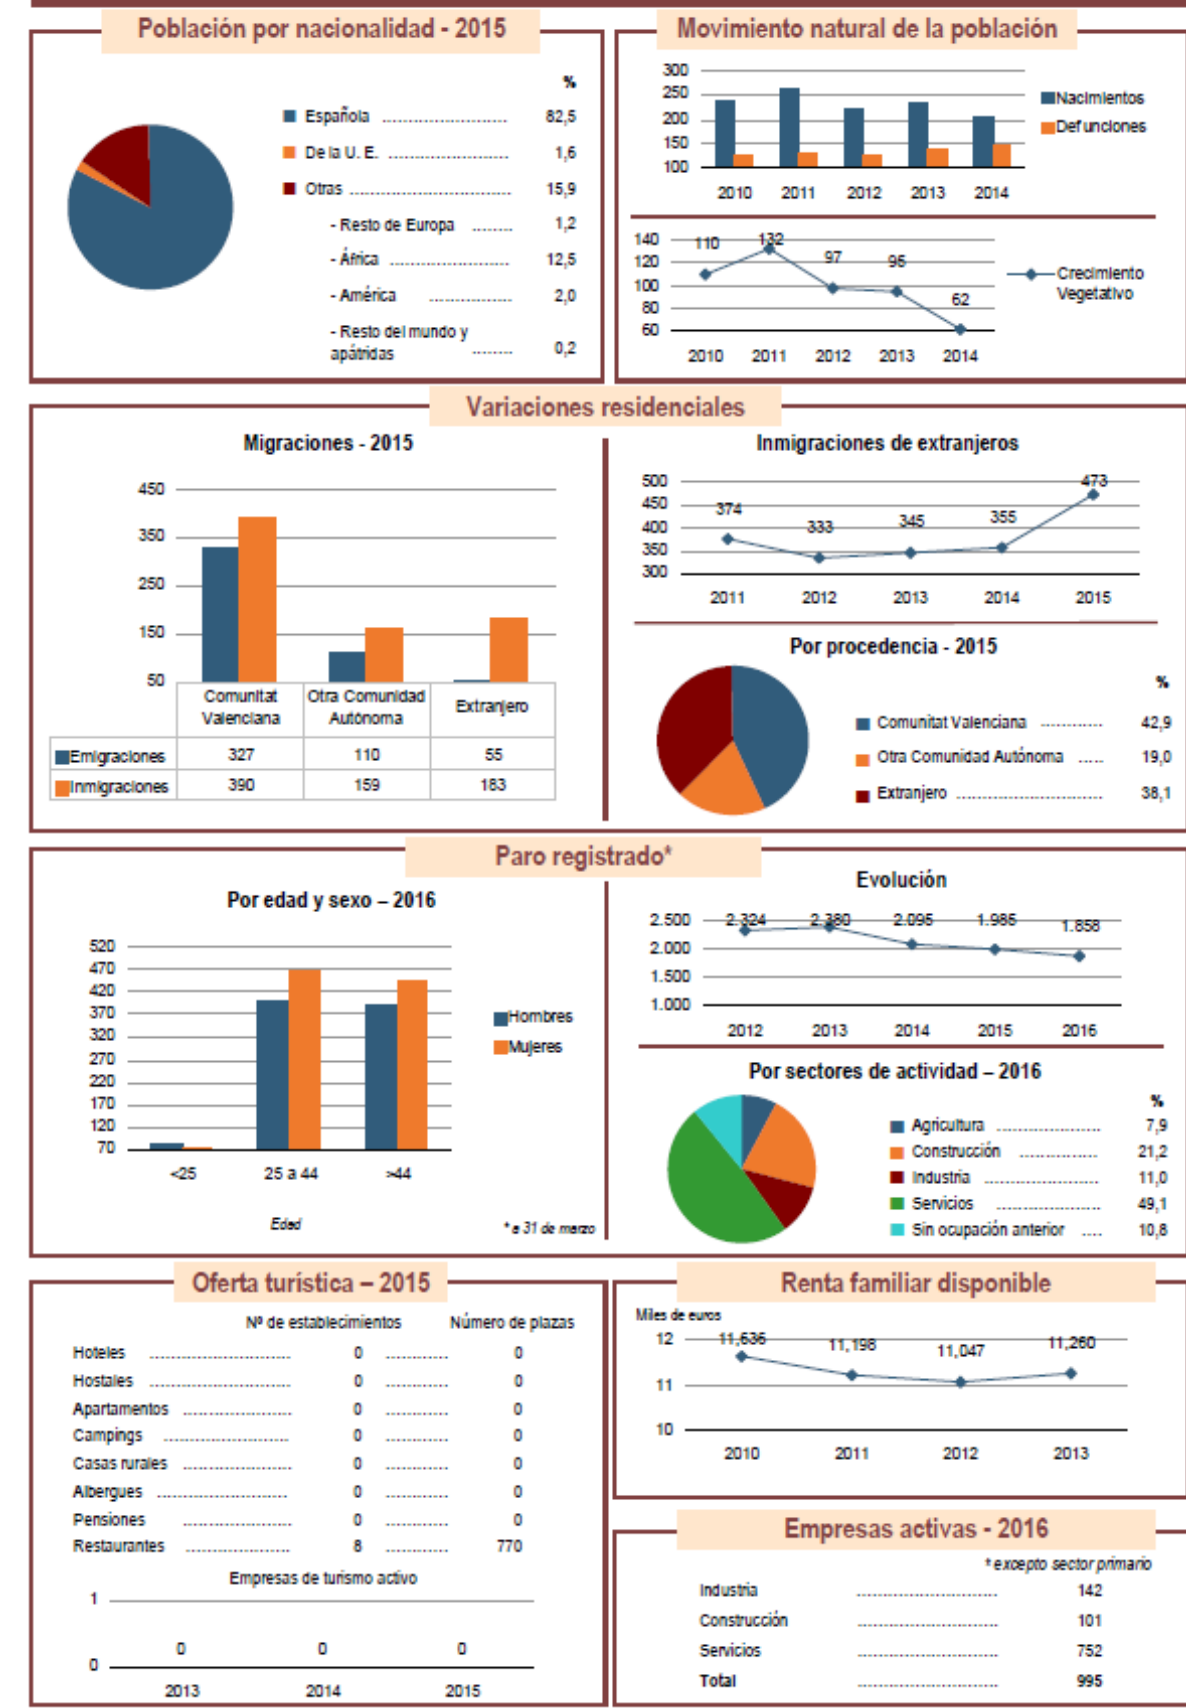 Población por nacionalidad - 2015
%
Española ........................ 82,5
De la U. E. ....................... 1,6
Otras ............................... 15,9
- Resto de Europa ........ 1,2
- África ....................... 12,5
- América ................ 2,0
- Resto del mundo y
apátridas ........ 0,2
Movimiento natural de la población
300
250
200
150
100
2010 2011 2012 2013 2014
Nacimientos
Defunciones
140
120
100
80
60
110 132 97 95 62
2010 2011 2012 2013 2014
Crecimiento
Vegetativo
Variaciones residenciales
Migraciones - 2015
450
350
250
150
50
Comunitat
Valenciana
Otra Comunidad
Autónoma
Extranjero
Emigraciones 327 110 55
Inmigraciones 390 159 183
Inmigraciones de extranjeros
500
450
400
350
300
374 333 345 355 473
2011 2012 2013 2014 2015
Por procedencia - 2015
%
Comunitat Valenciana ............ 42,9
Otra Comunidad Autónoma ..... 19,0
Extranjero ............................ 38,1
Paro registrado*
Por edad y sexo – 2016
520
470
420
370
320
270
220
170
120
70
<25 25 a 44 >44
Edad
Hombres
Mujeres
* a 31 de marzo
Evolución
2.500
2.000
1.500
1.000
2.324 2.380 2.095 1.985 1.858
2012 2013 2014 2015 2016
Por sectores de actividad – 2016
%
Agricultura .................... 7,9
Construcción ............... 21,2
Industria ...................... 11,0
Servicios .................... 49,1
Sin ocupación anterior .... 10,8
Oferta turística – 2015
Nº de establecimientos Número de plazas
Hoteles ........................... 0 ............ 0
Hostales ........................... 0 ............ 0
Apartamentos ..................... 0 ............ 0
Campings ........................ 0 ............ 0
Casas rurales ..................... 0 ............ 0
Albergues ......................... 0 ............ 0
Pensiones ..................... 0 ............ 0
Restaurantes .................... 8 ............ 770
Empresas de turismo activo
1
0
0 0 0
2013 2014 2015
Renta familiar disponible
Miles de euros
12
11
10
11,636 11,198 11,047 11,260
2010 2011 2012 2013
Empresas activas - 2016
* excepto sector primario
Industria ........................... 142
Construcción ........................... 101
Servicios ........................... 752
Total ........................... 995